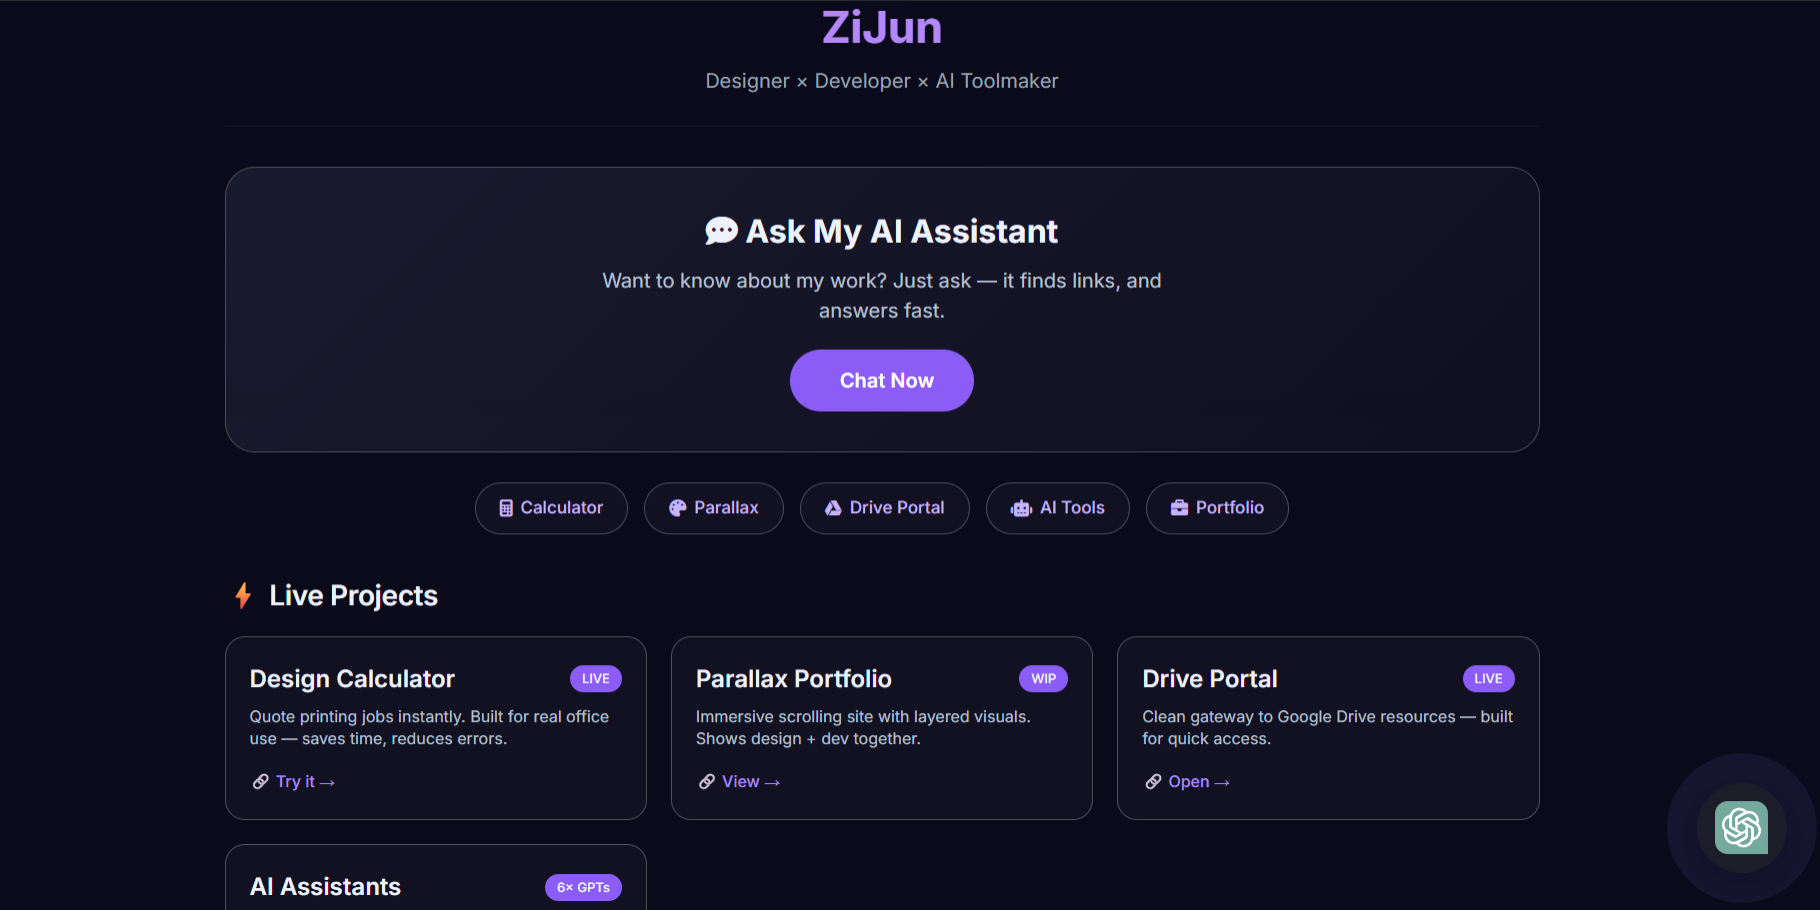 ZiJun
Designer × Developer × AI Toolmaker
Ask My AI Assistant
Want to know about my work? Just ask — it finds links, and
answers fast.
Chat Now
Calculator
Parallax
Drive Portal
AI Tools
Portfolio
Live Projects
Design Calculator
LIVE
Quote printing jobs instantly. Built for real office
use — saves time, reduces errors.
Try it →
Parallax Portfolio
WIP
Immersive scrolling site with layered visuals.
Shows design + dev together.
View →
Drive Portal
LIVE
Clean gateway to Google Drive resources — built
for quick access.
Open →
AI Assistants
6× GPTs